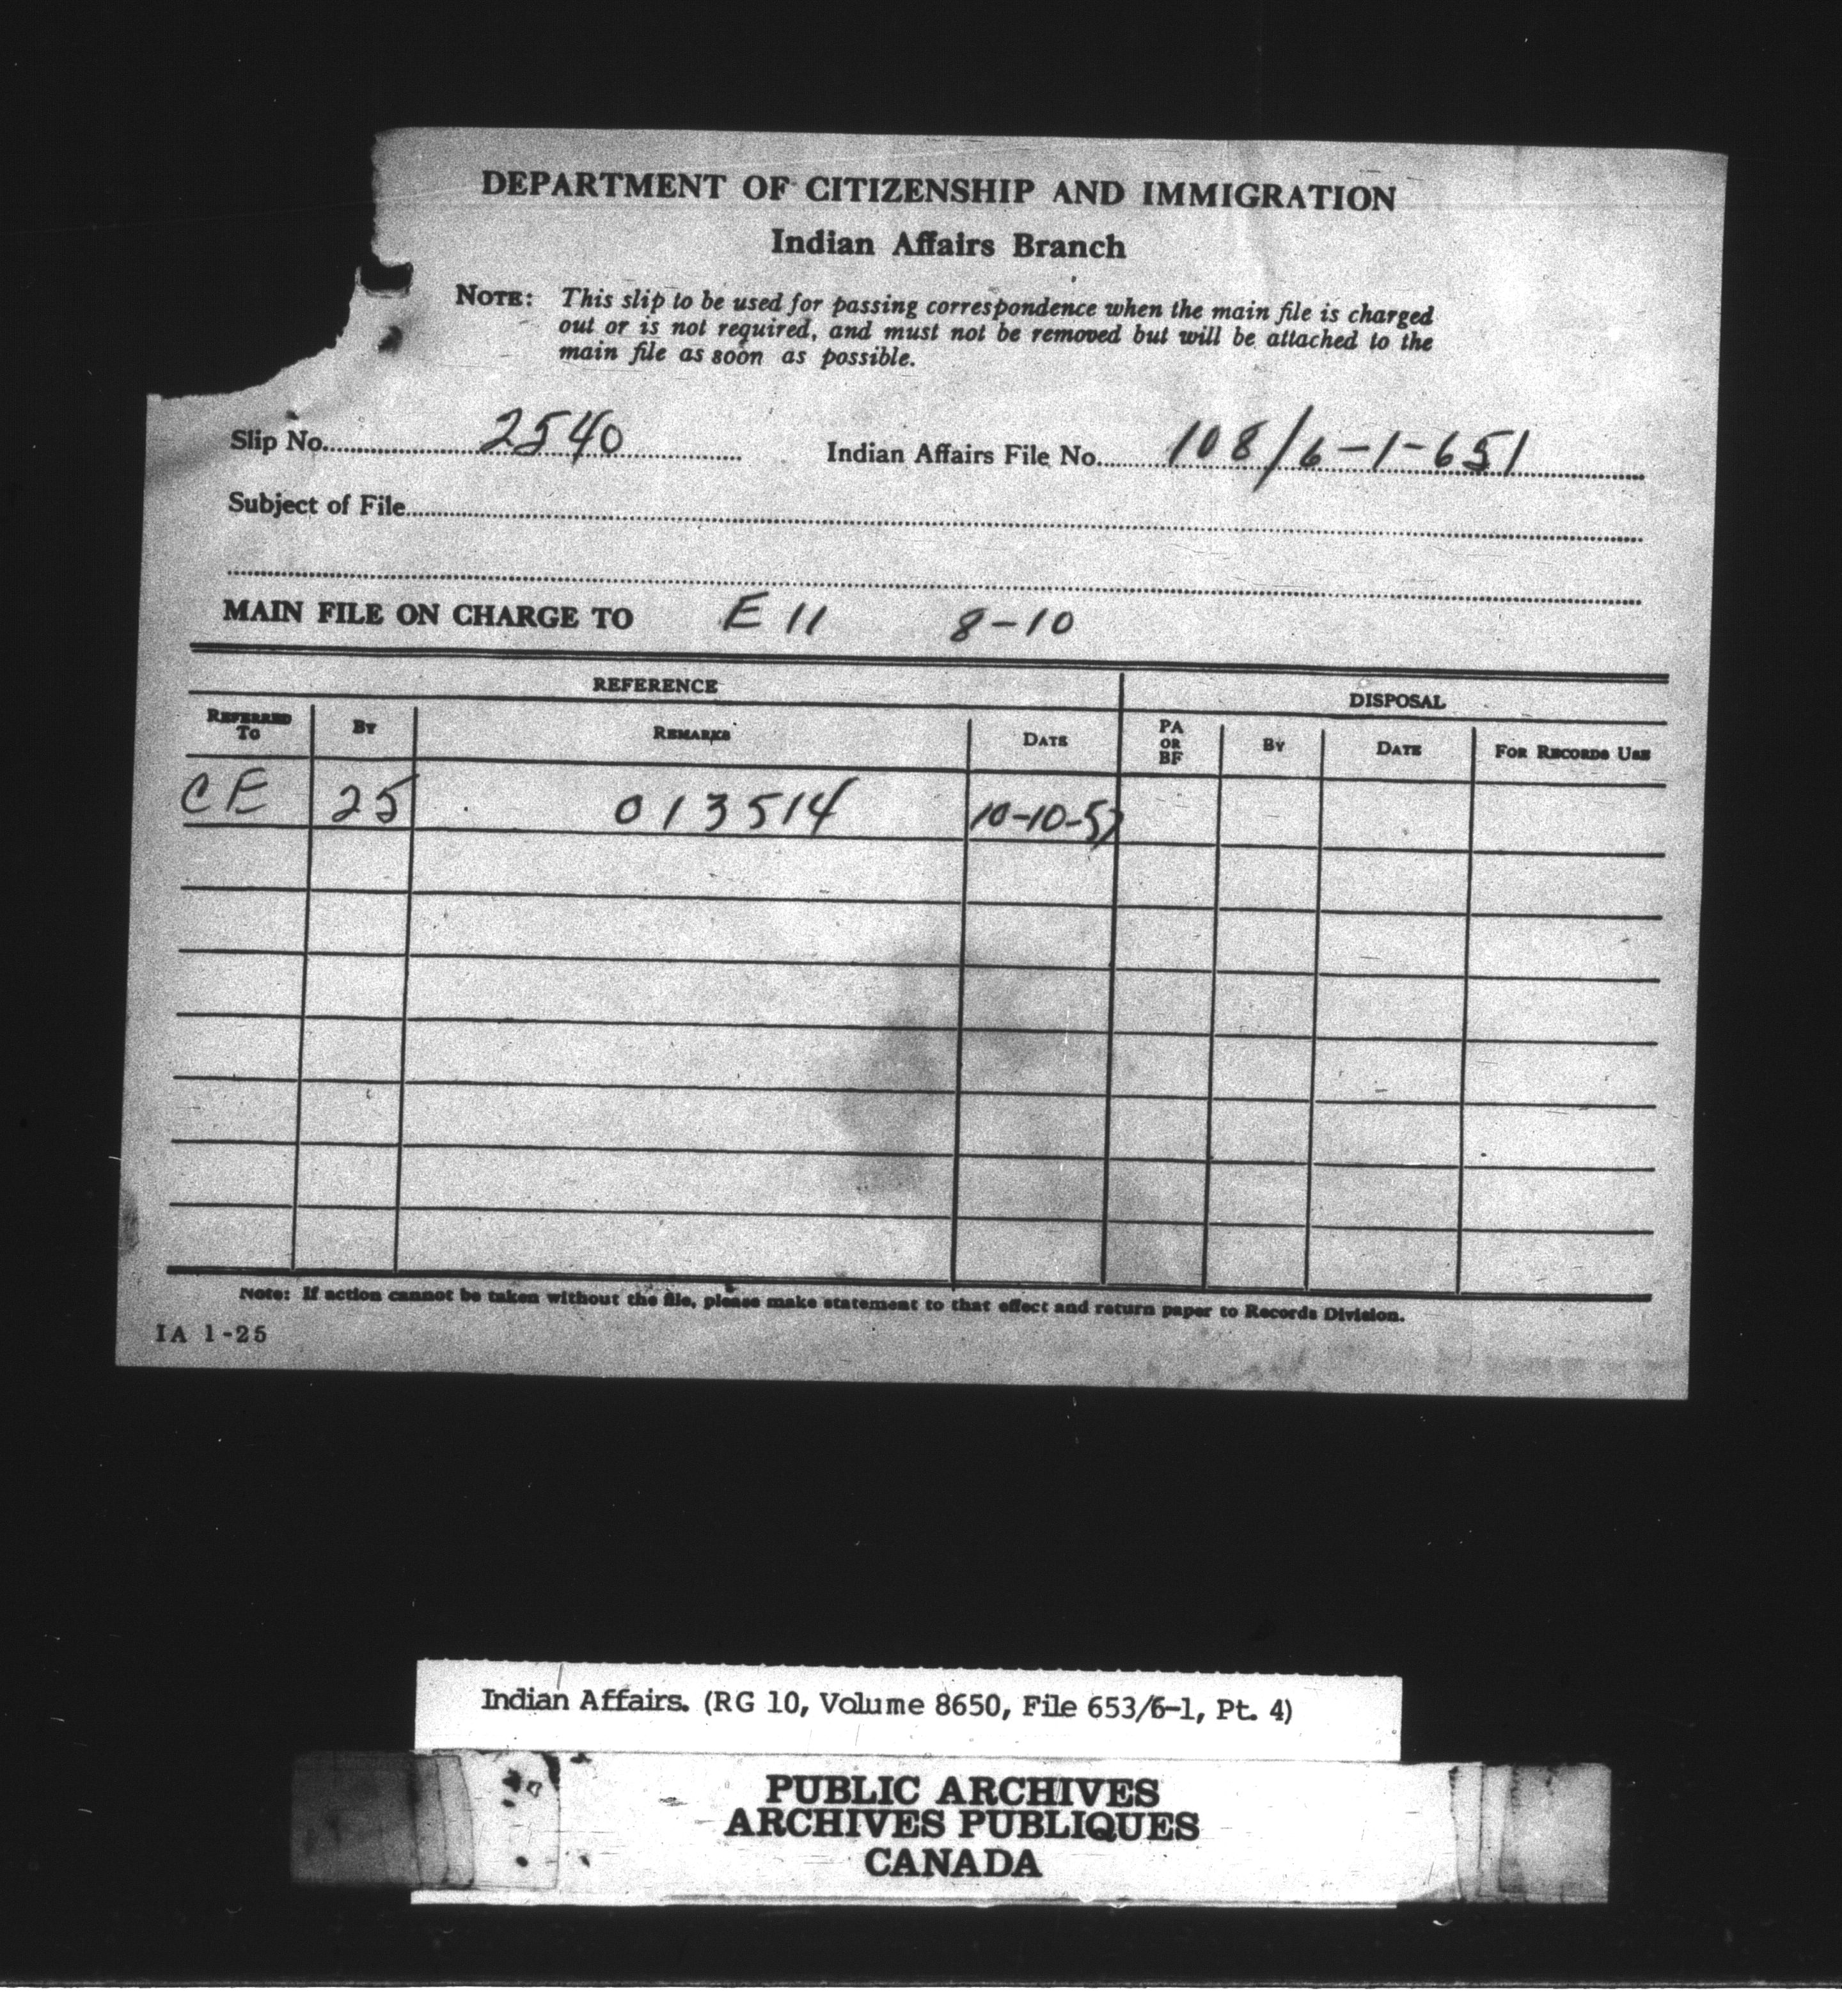 DEPARTMENT OF CITIZENSHIP AND IMMIGRATION
Indian Affairs Branch
NOTE: This slip to be used for passing correspondence when the main file is charged
out or is not required, and must not be removed but will be attached to the
main file as soon as possible.
Slip No. 2540 Indian Affairs File No. 108/6-1-651
Subject of File
MAIN FILE ON CHARGE TO E 11 8-10
REFERENCE DISPOSAL
REFERRED TO BY REMARKS DATE PA OR BF BY DATE FOR RECORDS USE
CE 25 013514 10-10-57
Note: If action cannot be taken without the file, please make statement to that effect and return paper to Records Division.
IA 1-25
Indian Affairs. (RG 10, Volume 8650, File 653/6-1, Pt. 4)
PUBLIC ARCHIVES
ARCHIVES PUBLIQUES
CANADA